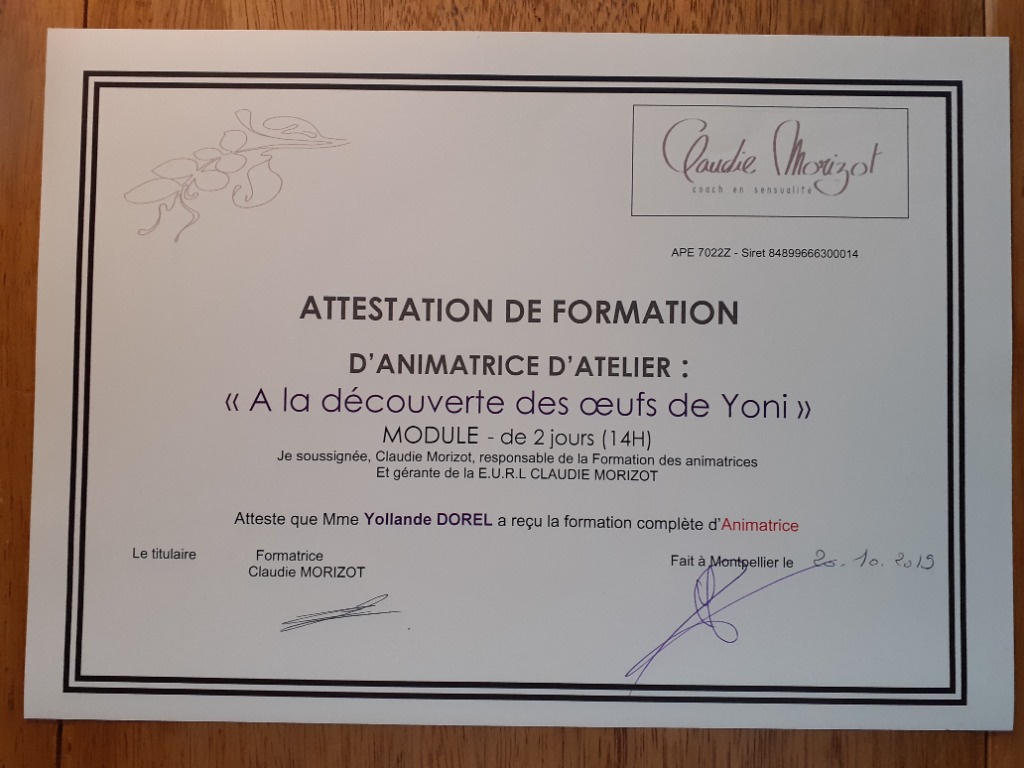 Claudie Morizot
coach en sensualité
APE 7022Z - Siret 84899666300014
ATTESTATION DE FORMATION
D'ANIMATRICE D'ATELIER :
« A la découverte des œufs de Yoni »
MODULE - de 2 jours (14H)
Je soussignée, Claudie Morizot, responsable de la Formation des animatrices
Et gérante de la E.U.R.L CLAUDIE MORIZOT
Atteste que Mme Yollande DOREL a reçu la formation complète d'Animatrice
Le titulaire
Formatrice
Claudie MORIZOT
Fait à Montpellier le 20.10.2019